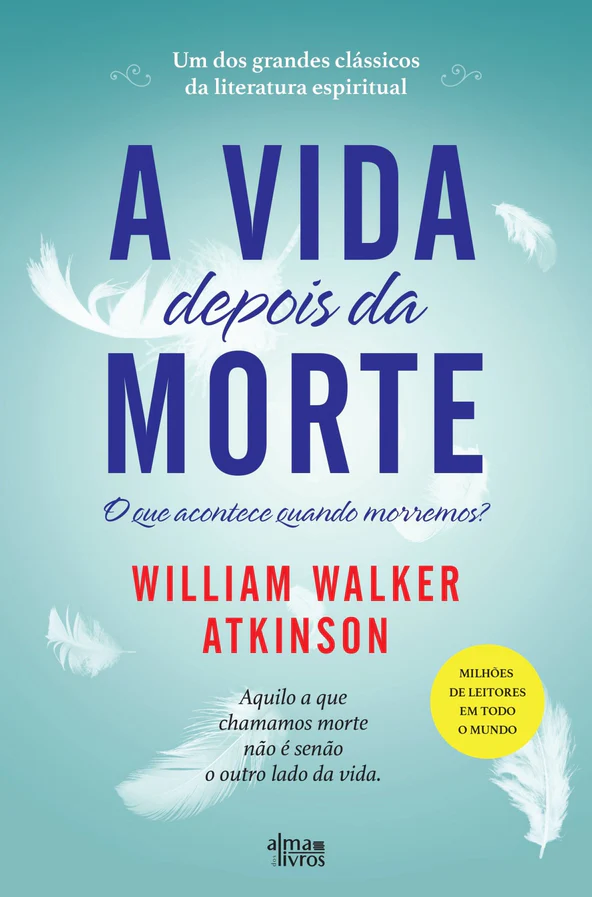 Um dos grandes clássicos
da literatura espiritual
A VIDA
depois da
MORTE
O que acontece quando morremos?
WILLIAM WALKER
ATKINSON
MILHÕES
DE LEITORES
EM TODO
O MUNDO
Aquilo a que
chamamos morte
não é senão
o outro lado da vida.
alma
dos livros